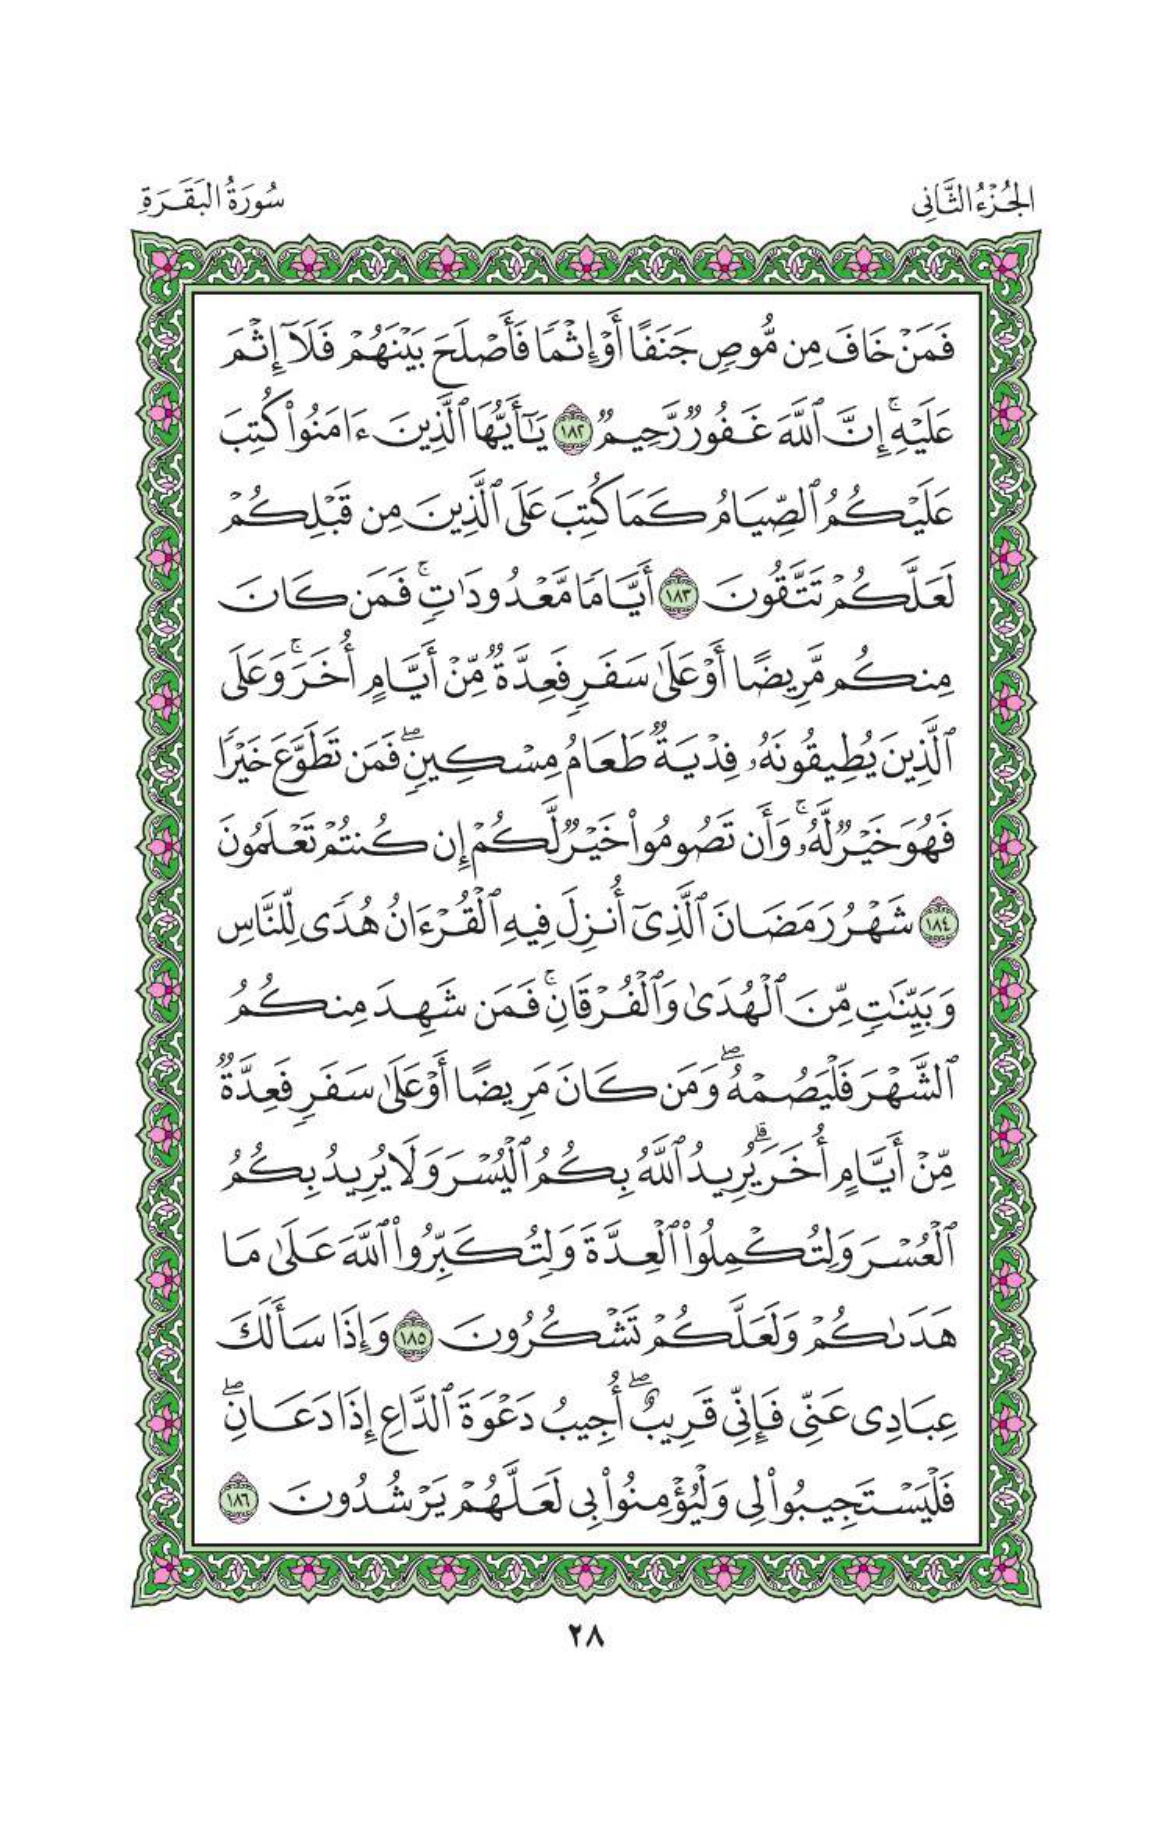 الجُزْءُ الثَّانِى
سُورَةُ البَقَرَةِ
فَمَنْ خَافَ مِن مُّوصٍ جَنَفًا أَوْ إِثْمًا فَأَصْلَحَ بَيْنَهُمْ فَلَآ إِثْمَ
عَلَيْهِ ۚ إِنَّ ٱللَّهَ غَفُورٌ رَّحِيمٌ ١٨٢ يَـٰٓأَيُّهَا ٱلَّذِينَ ءَامَنُوا۟ كُتِبَ
عَلَيْكُمُ ٱلصِّيَامُ كَمَا كُتِبَ عَلَى ٱلَّذِينَ مِن قَبْلِكُمْ
لَعَلَّكُمْ تَتَّقُونَ ١٨٣ أَيَّامًا مَّعْدُودَٰتٍ ۚ فَمَن كَانَ
مِنكُم مَّرِيضًا أَوْ عَلَىٰ سَفَرٍ فَعِدَّةٌ مِّنْ أَيَّامٍ أُخَرَ ۚ وَعَلَى
ٱلَّذِينَ يُطِيقُونَهُۥ فِدْيَةٌ طَعَامُ مِسْكِينٍ ۖ فَمَن تَطَوَّعَ خَيْرًا
فَهُوَ خَيْرٌ لَّهُۥ ۚ وَأَن تَصُومُوا۟ خَيْرٌ لَّكُمْ إِن كُنتُمْ تَعْلَمُونَ
١٨٤ شَهْرُ رَمَضَانَ ٱلَّذِىٓ أُنزِلَ فِيهِ ٱلْقُرْءَانُ هُدًى لِّلنَّاسِ
وَبَيِّنَـٰتٍ مِّنَ ٱلْهُدَىٰ وَٱلْفُرْقَانِ ۚ فَمَن شَهِدَ مِنكُمُ
ٱلشَّهْرَ فَلْيَصُمْهُ ۖ وَمَن كَانَ مَرِيضًا أَوْ عَلَىٰ سَفَرٍ فَعِدَّةٌ
مِّنْ أَيَّامٍ أُخَرَ ۗ يُرِيدُ ٱللَّهُ بِكُمُ ٱلْيُسْرَ وَلَا يُرِيدُ بِكُمُ
ٱلْعُسْرَ وَلِتُكْمِلُوا۟ ٱلْعِدَّةَ وَلِتُكَبِّرُوا۟ ٱللَّهَ عَلَىٰ مَا
هَدَىٰكُمْ وَلَعَلَّكُمْ تَشْكُرُونَ ١٨٥ وَإِذَا سَأَلَكَ
عِبَادِى عَنِّى فَإِنِّى قَرِيبٌ ۖ أُجِيبُ دَعْوَةَ ٱلدَّاعِ إِذَا دَعَانِ ۖ
فَلْيَسْتَجِيبُوا۟ لِى وَلْيُؤْمِنُوا۟ بِى لَعَلَّهُمْ يَرْشُدُونَ ١٨٦
٢٨